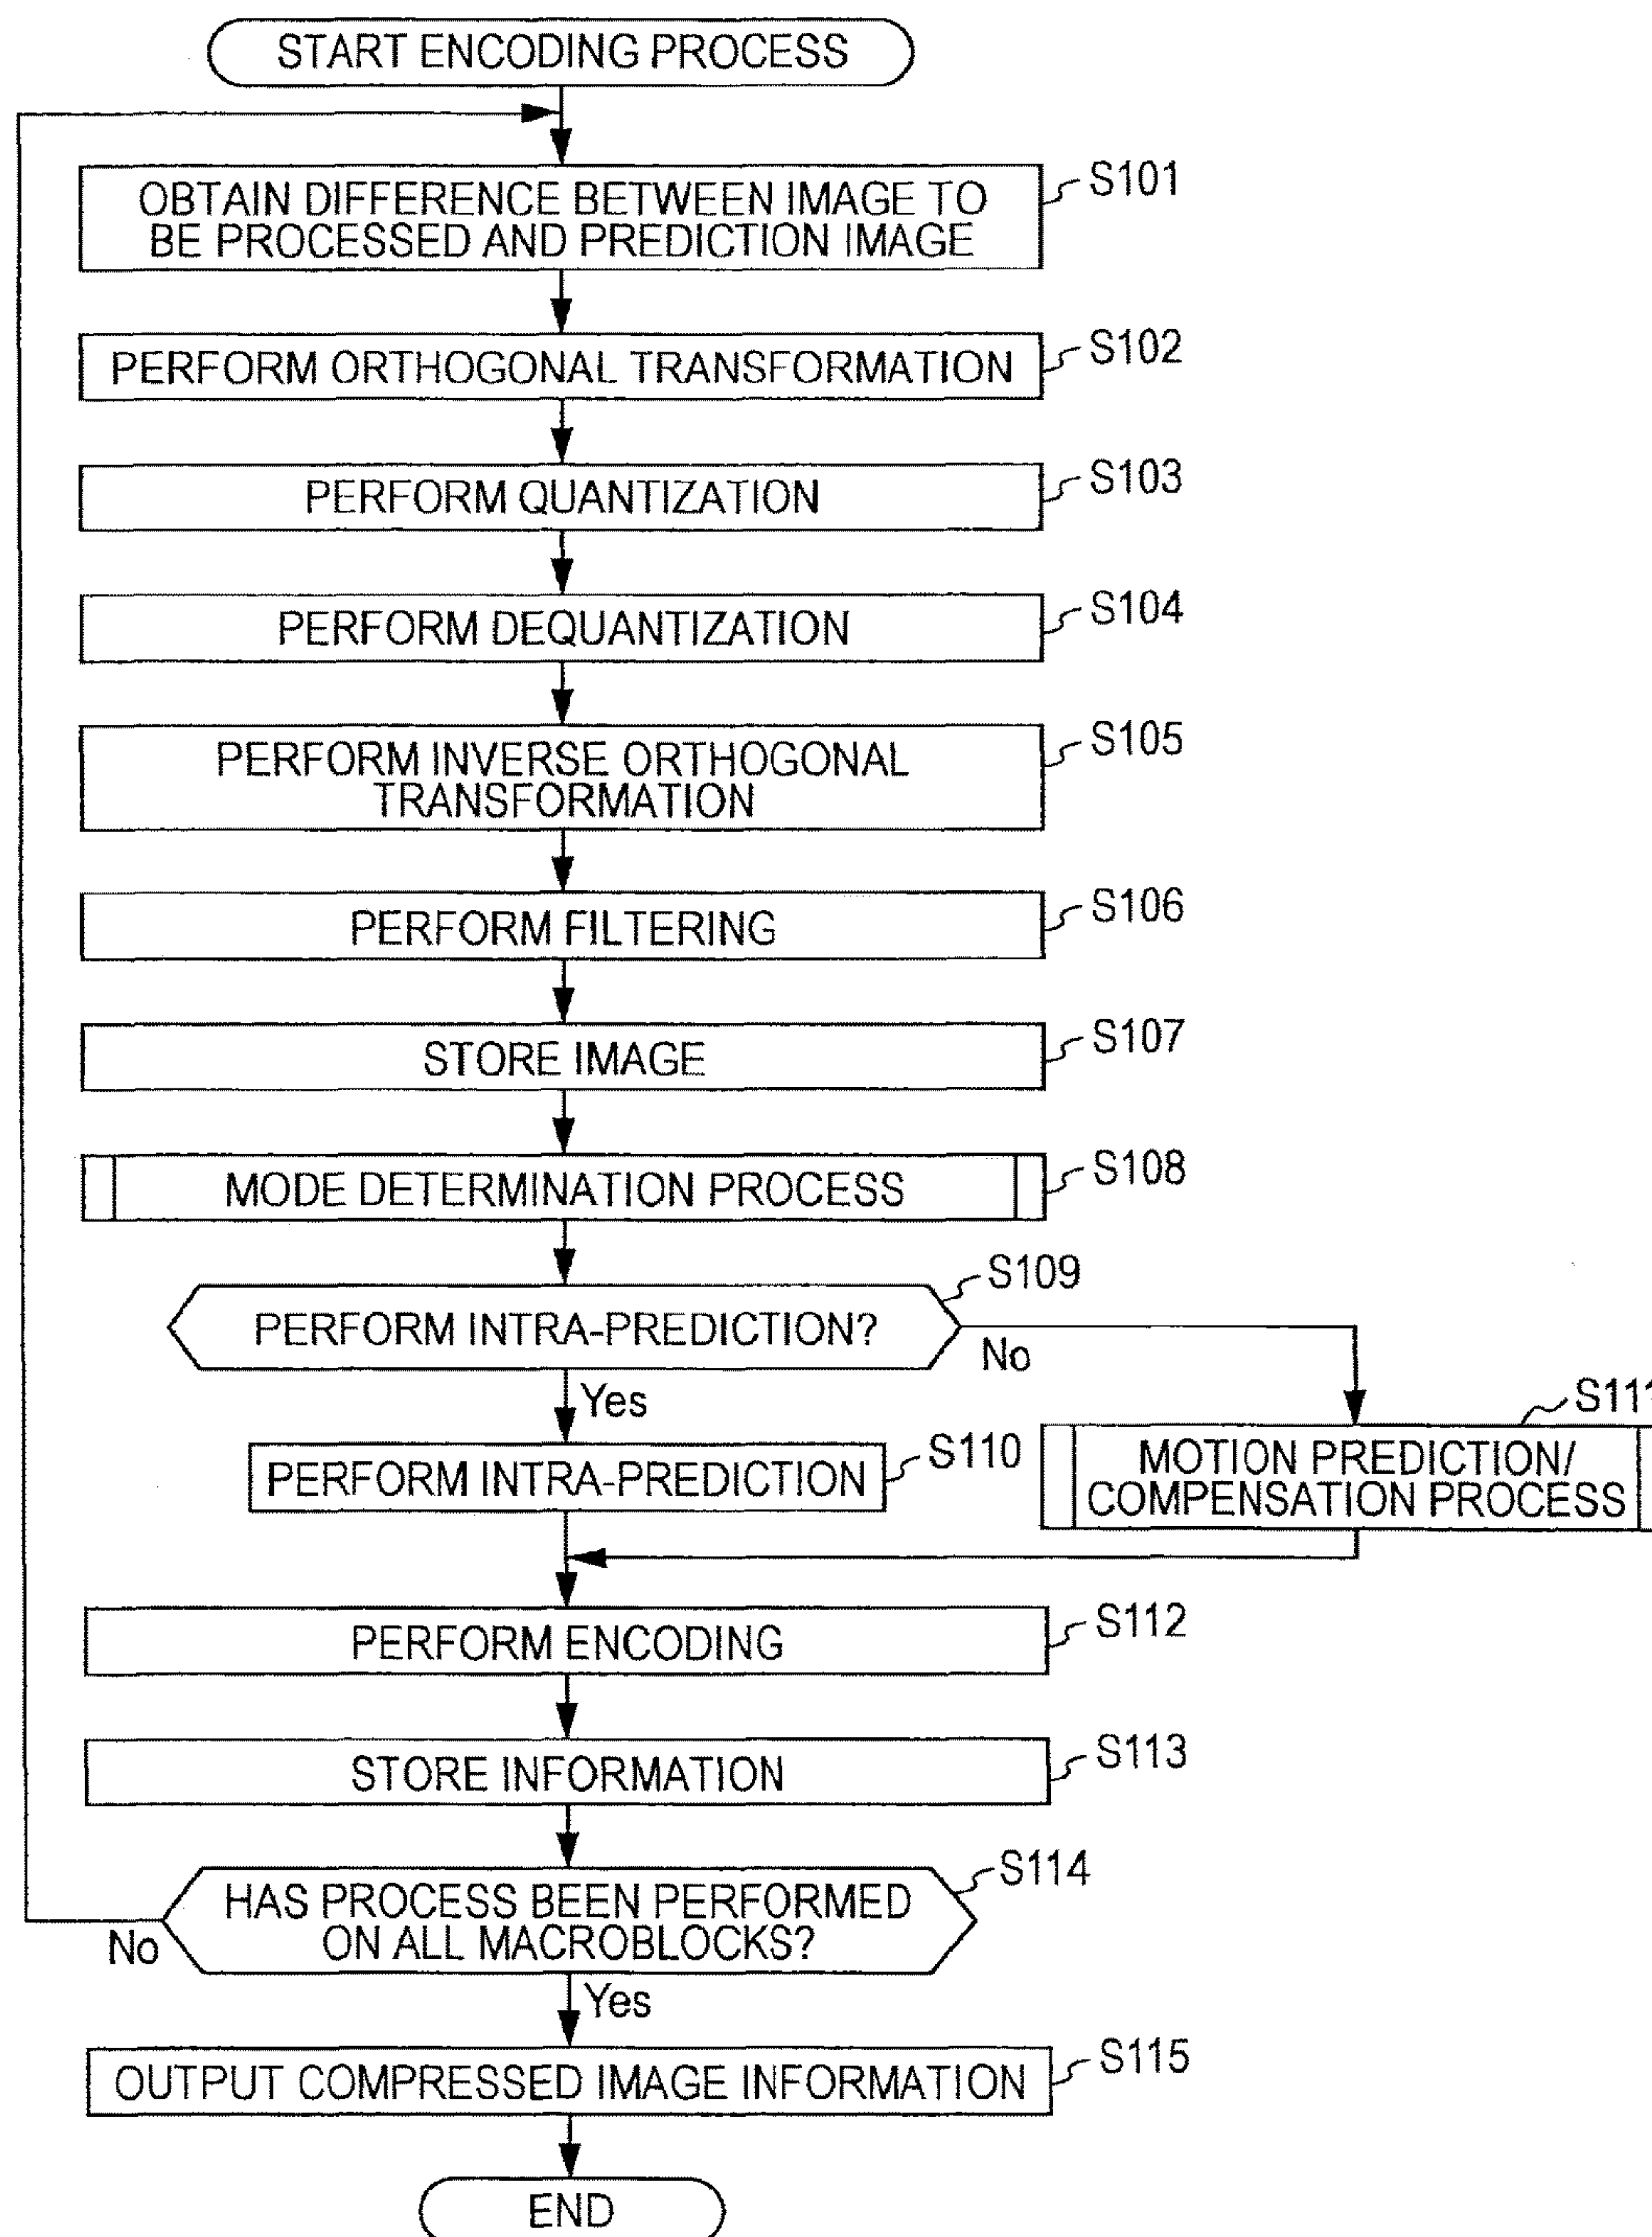 START ENCODING PROCESS
OBTAIN DIFFERENCE BETWEEN IMAGE TO
BE PROCESSED AND PREDICTION IMAGE
S101
PERFORM ORTHOGONAL TRANSFORMATION
S102
PERFORM QUANTIZATION
S103
PERFORM DEQUANTIZATION
S104
PERFORM INVERSE ORTHOGONAL
TRANSFORMATION
S105
PERFORM FILTERING
S106
STORE IMAGE
S107
MODE DETERMINATION PROCESS
S108
PERFORM INTRA-PREDICTION?
S109
No
Yes
PERFORM INTRA-PREDICTION
S110
MOTION PREDICTION/
COMPENSATION PROCESS
S111
PERFORM ENCODING
S112
STORE INFORMATION
S113
HAS PROCESS BEEN PERFORMED
ON ALL MACROBLOCKS?
S114
No
Yes
OUTPUT COMPRESSED IMAGE INFORMATION
S115
END